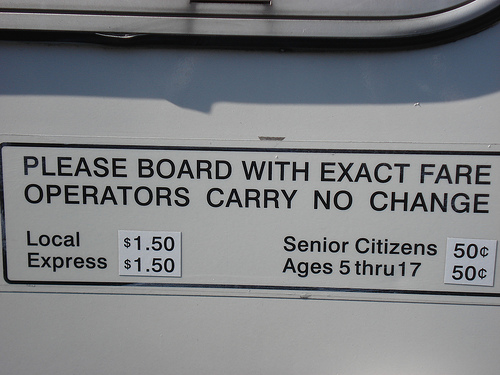 PLEASE BOARD WITH EXACT FARE
OPERATORS CARRY NO CHANGE
Local $1.50
Express $1.50
Senior Citizens 50¢
Ages 5 thru 17 50¢